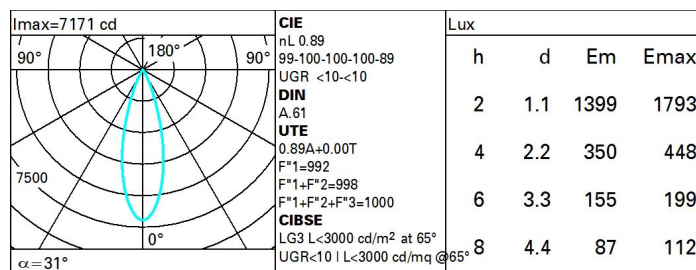 Imax=7171 cd
90° 180° 90°
7500
0°
α=31°
CIE
nL 0.89
99-100-100-100-89
UGR <10-<10
DIN
A.61
UTE
0.89A+0.00T
F"1=992
F"1+F"2=998
F"1+F"2+F"3=1000
CIBSE
LG3 L<3000 cd/m² at 65°
UGR<10 | L<3000 cd/mq @65°
Lux
h d Em Emax
2 1.1 1399 1793
4 2.2 350 448
6 3.3 155 199
8 4.4 87 112